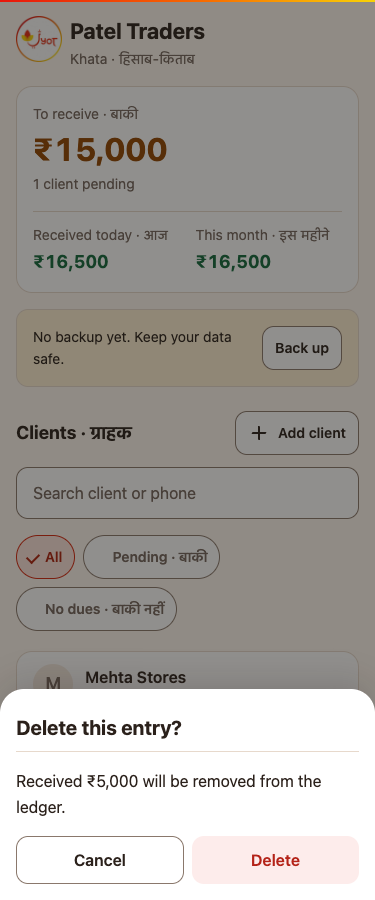 Jyot
Patel Traders
Khata · हिसाब-किताब
To receive · बाकी
₹15,000
1 client pending
Received today · आज
This month · इस महीने
₹16,500
₹16,500
No backup yet. Keep your data
safe.
Back up
Clients · ग्राहक
Add client
Search client or phone
All
Pending · बाकी
No dues · बाकी नहीं
M
Mehta Stores
Delete this entry?
Received ₹5,000 will be removed from the
ledger.
Cancel
Delete